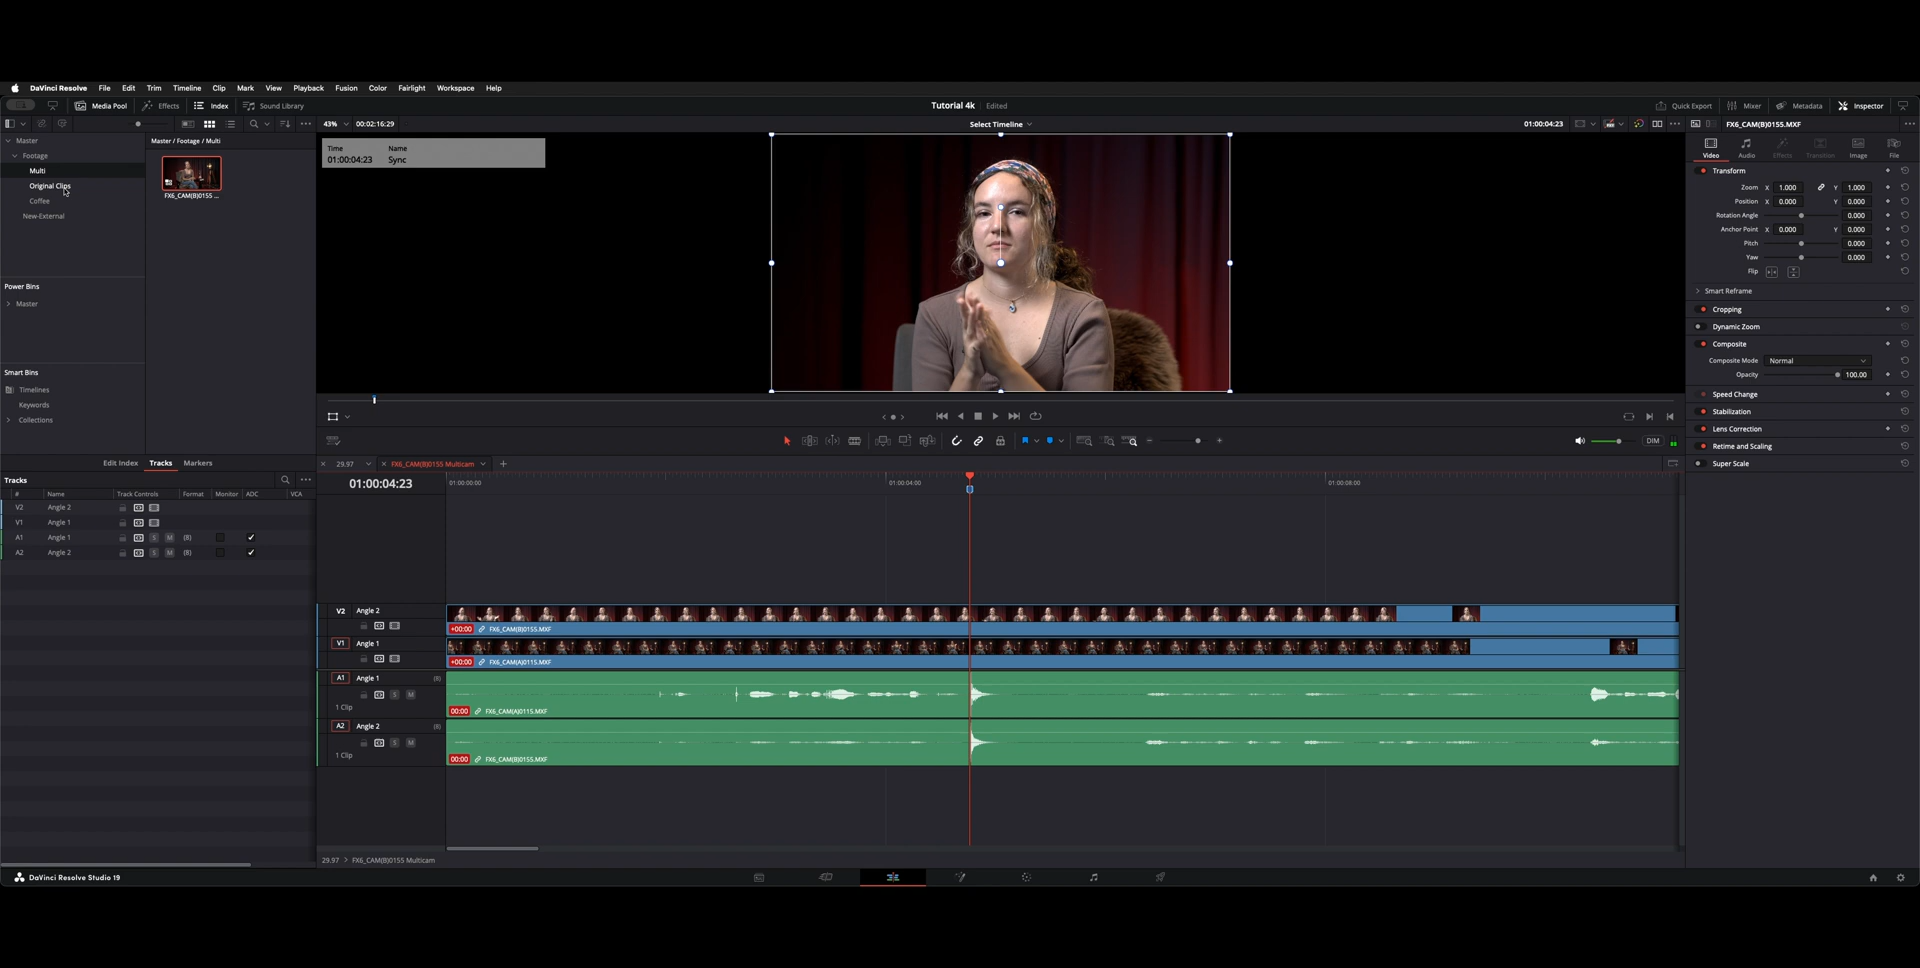 DaVinci Resolve File Edit Trim Timeline Clip Mark View Playback Fusion Color Fairlight Workspace Help
Media Pool Effects Index Sound Library Tutorial 4k Edited Quick Export Mixer Metadata Inspector
43% 00:02:16:29 Select Timeline 01:00:04:23 FX6_CAM(B)0155.MXF
Master
Footage
Multi
Original Clips
Coffee
New-External
Power Bins
Master
Smart Bins
Timelines
Keywords
Collections
Master / Footage / Multi
FX6_CAM(B)0155 ...
Time Name
01:00:04:23 Sync
Video Audio Effects Transition Image File
Transform
Zoom X 1.000 Y 1.000
Position X 0.000 Y 0.000
Rotation Angle 0.000
Anchor Point X 0.000 Y 0.000
Pitch 0.000
Yaw 0.000
Flip
Smart Reframe
Cropping
Dynamic Zoom
Composite
Composite Mode Normal
Opacity 100.00
Speed Change
Stabilization
Lens Correction
Retime and Scaling
Super Scale
DIM
Edit Index Tracks Markers
Tracks
# Name Track Controls Format Monitor ADC VCA
V2 Angle 2
V1 Angle 1
A1 Angle 1 S M (8)
A2 Angle 2 S M (8)
29.97 FX6_CAM(B)0155 Multicam
01:00:04:23 01:00:00:00 01:00:04:00 01:00:08:00
V2 Angle 2
+00:00 FX6_CAM(B)0155.MXF
V1 Angle 1
+00:00 FX6_CAM(A)0115.MXF
A1 Angle 1 (8)
S M
1 Clip
00:00 FX6_CAM(A)0115.MXF
A2 Angle 2 (8)
S M
1 Clip
00:00 FX6_CAM(B)0155.MXF
29.97 > FX6_CAM(B)0155 Multicam
DaVinci Resolve Studio 19